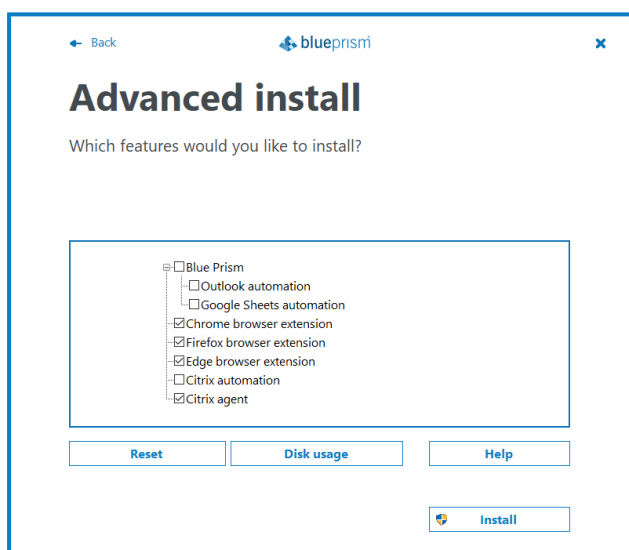 Back
blueprism
Advanced install
Which features would you like to install?
Blue Prism
Outlook automation
Google Sheets automation
Chrome browser extension
Firefox browser extension
Edge browser extension
Citrix automation
Citrix agent
Reset
Disk usage
Help
Install